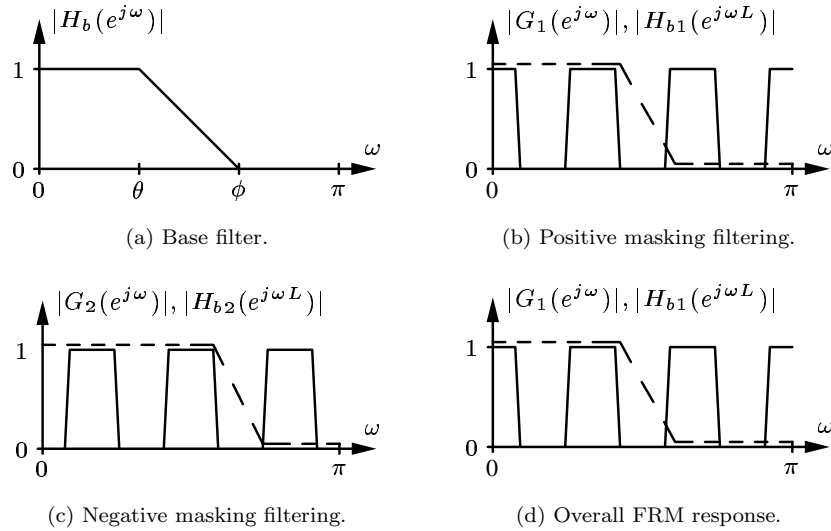 |H_b(e^{jω})|
1
0
0 θ φ π
ω
(a) Base filter.
|G_1(e^{jω})|, |H_{b1}(e^{jωL})|
1
0
0 π
ω
(b) Positive masking filtering.
|G_2(e^{jω})|, |H_{b2}(e^{jωL})|
1
0
0 π
ω
(c) Negative masking filtering.
|G_1(e^{jω})|, |H_{b1}(e^{jωL})|
1
0
0 π
ω
(d) Overall FRM response.